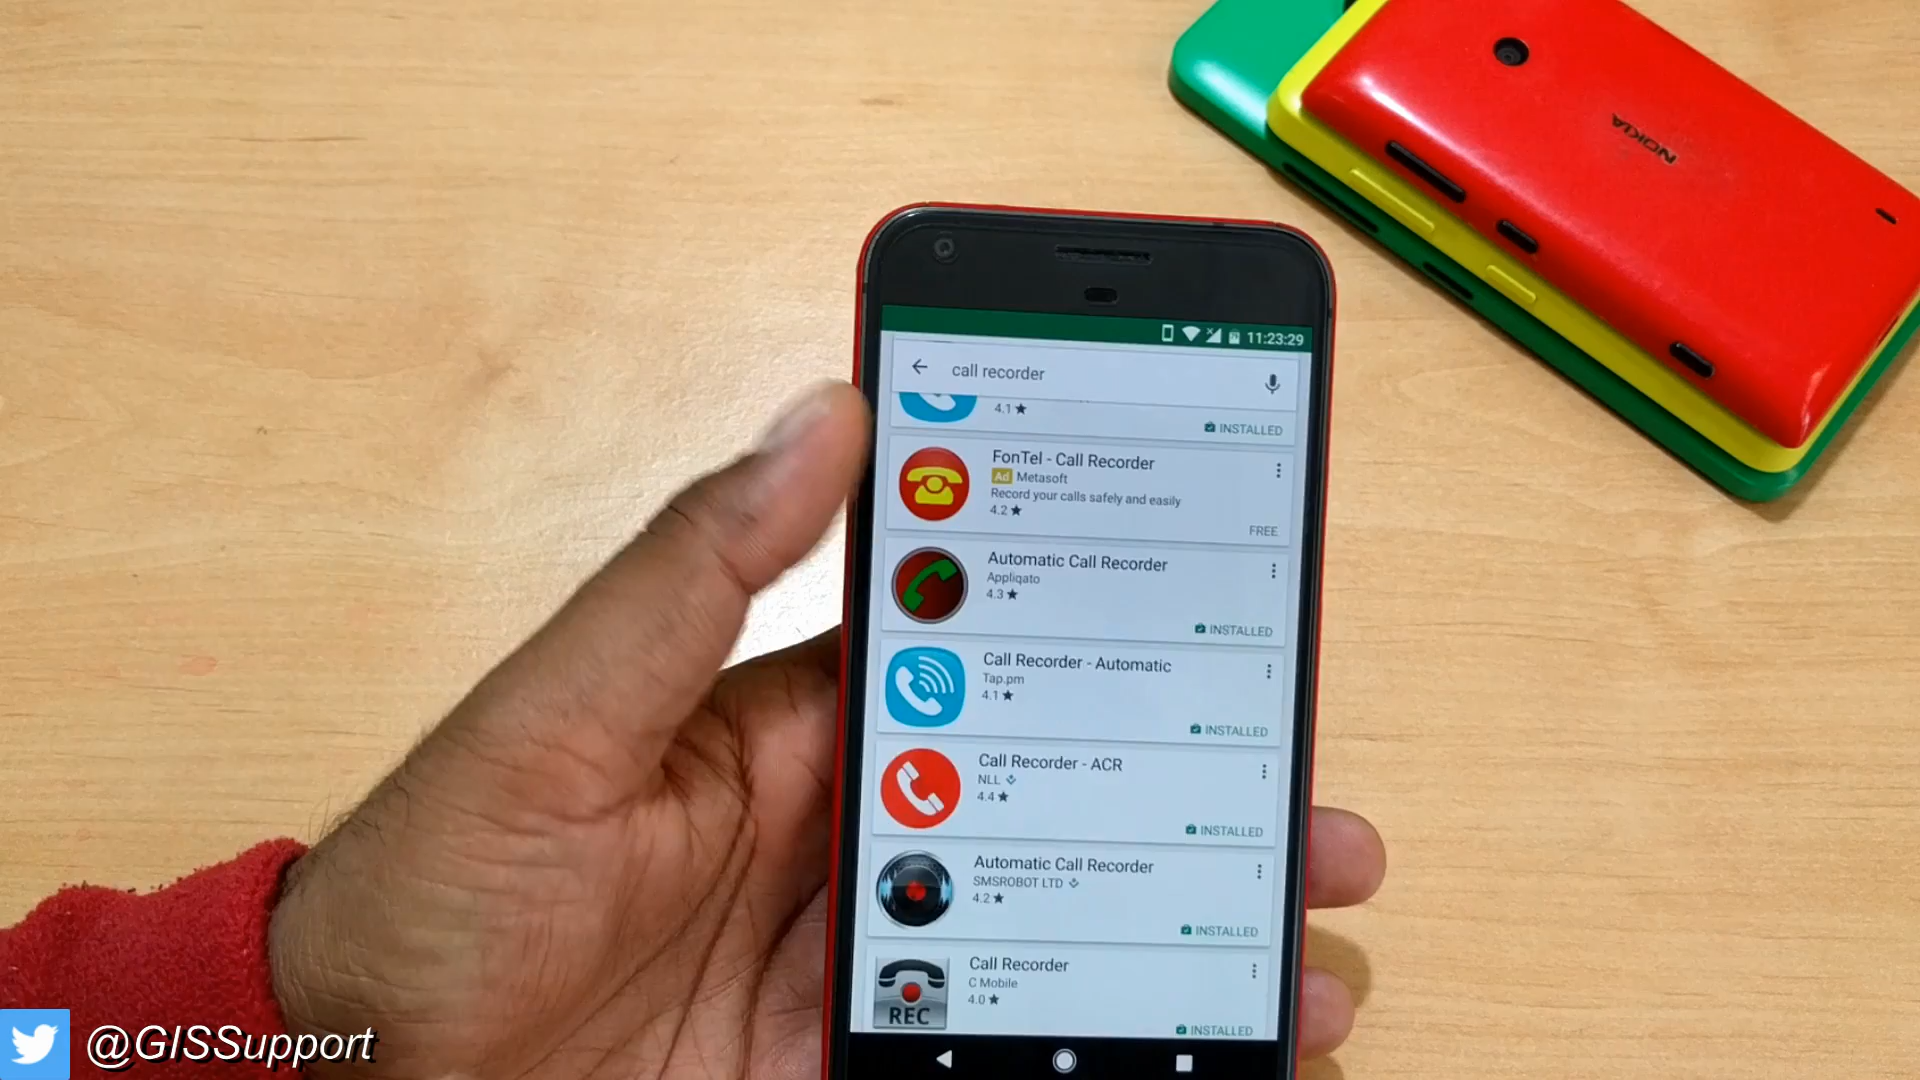 NOKIA
11:23:29
call recorder
4.1★
INSTALLED
FonTel - Call Recorder
Ad Metasoft
Record your calls safely and easily
4.2★
FREE
Automatic Call Recorder
Appliqato
4.3★
INSTALLED
Call Recorder - Automatic
Tap.pm
4.1★
INSTALLED
Call Recorder - ACR
NLL
4.4★
INSTALLED
Automatic Call Recorder
SMSROBOT LTD
4.2★
INSTALLED
REC
Call Recorder
C Mobile
4.0★
INSTALLED
@GISSupport